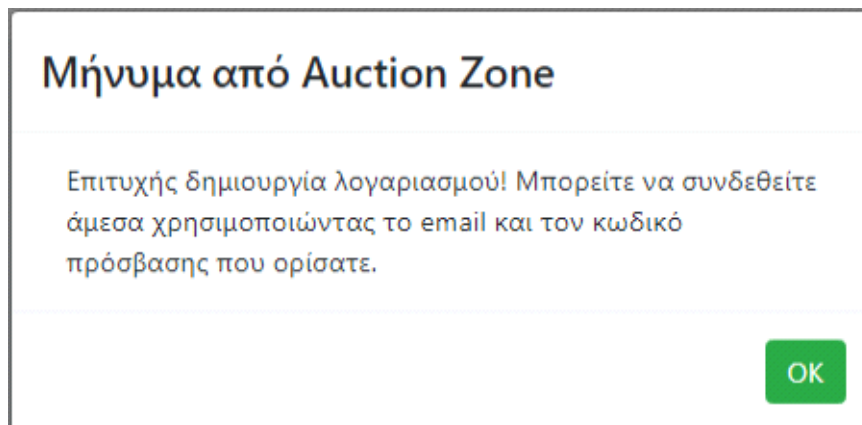 Μήνυμα από Auction Zone
Επιτυχής δημιουργία λογαριασμού! Μπορείτε να συνδεθείτε
άμεσα χρησιμοποιώντας το email και τον κωδικό
πρόσβασης που ορίσατε.
OK